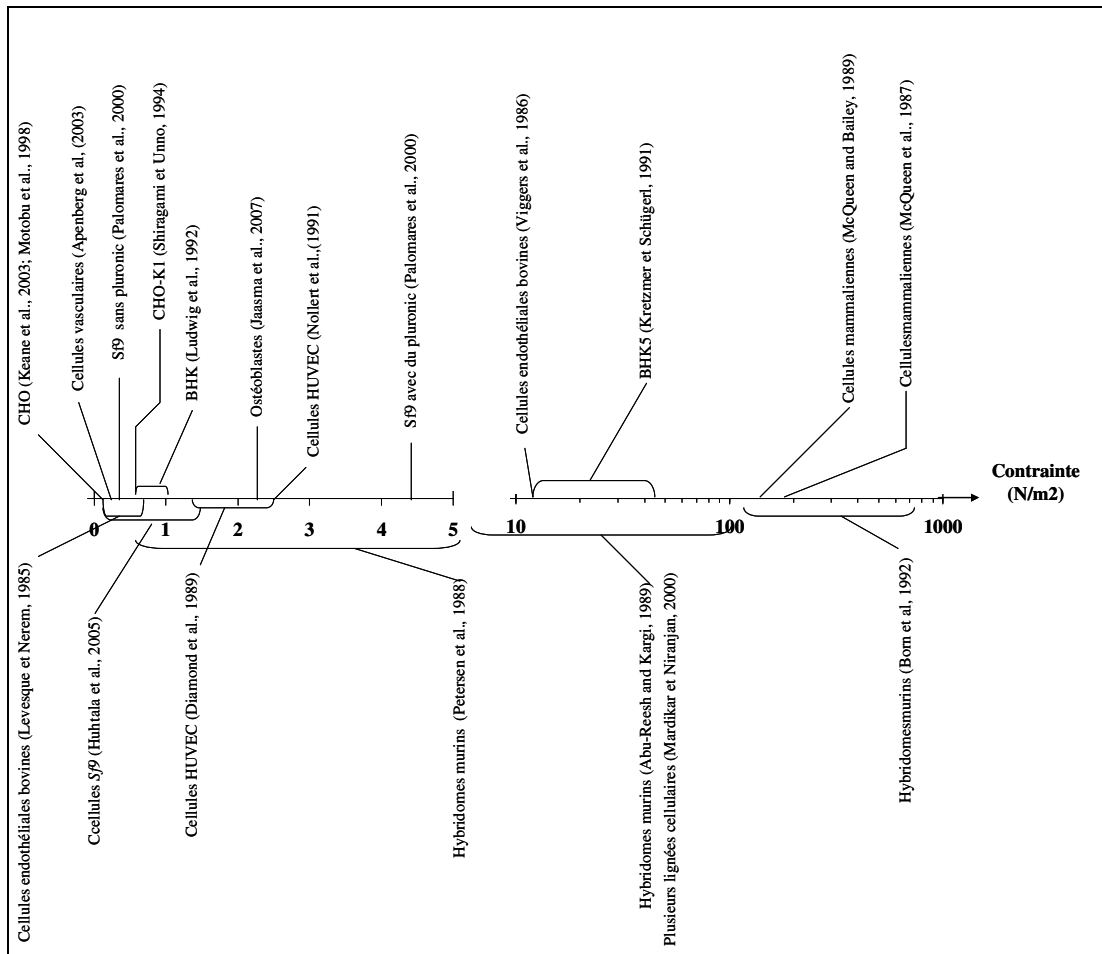 CHO (Keane et al., 2003; Motobu et al., 1998)
Cellules vasculaires (Apenberg et al, (2003)
Sf9 sans pluronic (Palomares et al., 2000)
CHO-K1 (Shiragami et Unno, 1994)
BHK (Ludwig et al., 1992)
Ostéoblastes (Jaasma et al., 2007)
Cellules HUVEC (Nollert et al.,(1991)
Sf9 avec du pluronic (Palomares et al., 2000)
Cellules endothéliales bovines (Viggers et al., 1986)
BHK5 (Kretzmer et Schügerl, 1991)
Cellules mammaliennes (McQueen and Bailey, 1989)
Cellulesmammaliennes (McQueen et al., 1987)
Contrainte
(N/m2)
0 1 2 3 4 5 10 100 1000
Cellules endothéliales bovines (Levesque et Nerem, 1985)
Ccellules Sf9 (Huhtala et al., 2005)
Cellules HUVEC (Diamond et al., 1989)
Hybridomes murins (Petersen et al., 1988)
Hybridomes murins (Abu-Reesh and Kargi, 1989)
Plusieurs lignées cellulaires (Mardikar et Niranjan, 2000)
Hybridomesmurins (Born et al, 1992)